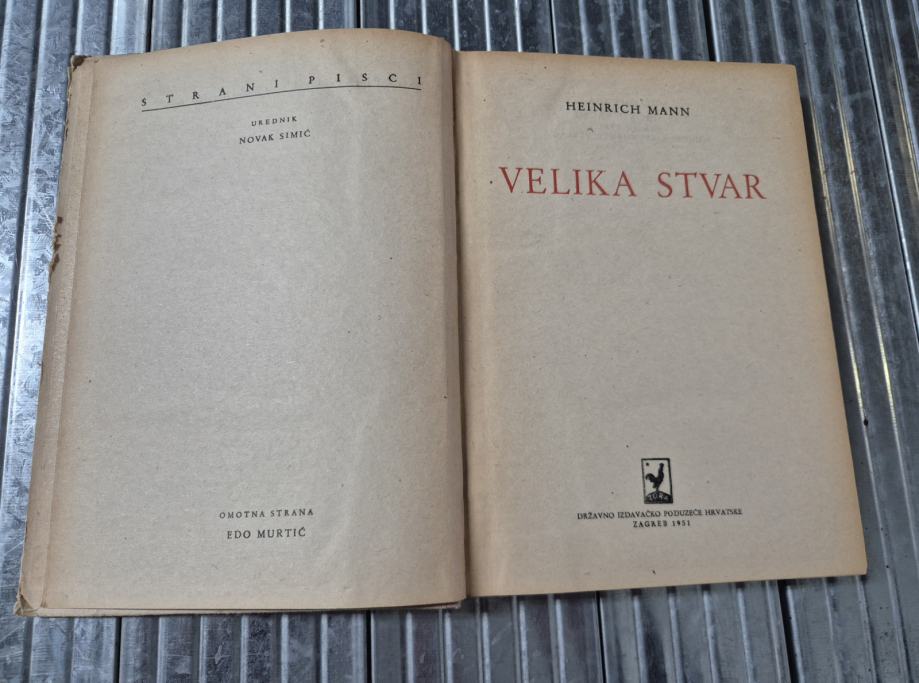 STRANI PISCI
UREDNIK
NOVAK SIMIĆ
OMOTNA STRANA
EDO MURTIĆ
HEINRICH MANN
VELIKA STVAR
ZORA
DRŽAVNO IZDAVAČKO PODUZEĆE HRVATSKE
ZAGREB 1951